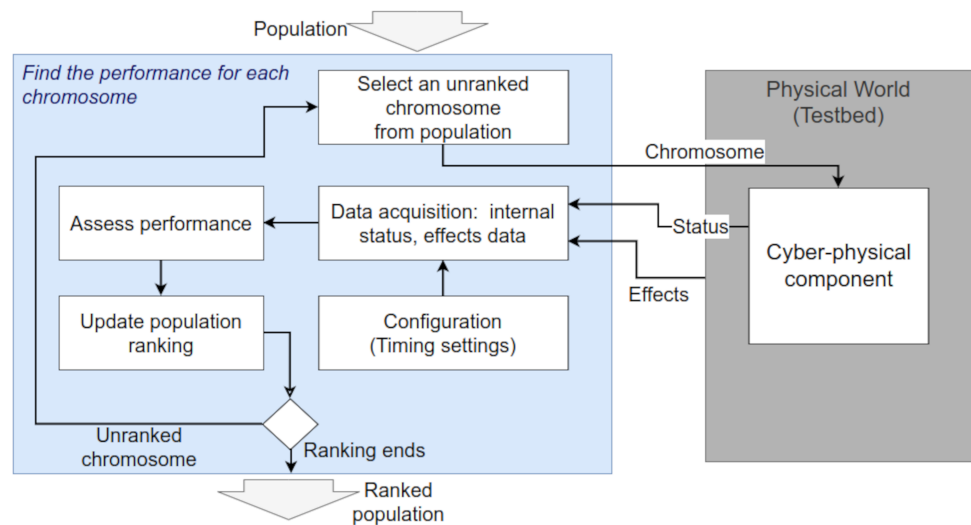 Population
Find the performance for each
chromosome
Select an unranked
chromosome
from population
Physical World
(Testbed)
Chromosome
Assess performance
Data acquisition: internal
status, effects data
Status
Cyber-physical
component
Effects
Update population
ranking
Configuration
(Timing settings)
Unranked
chromosome
Ranking ends
Ranked
population